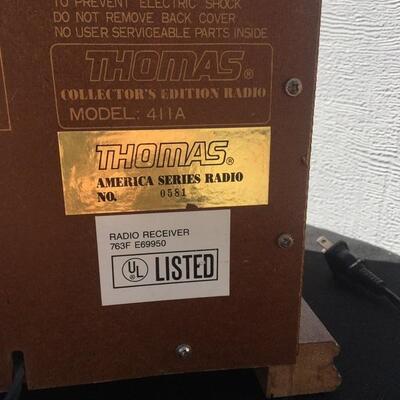 TO PREVENT ELECTRIC SHOCK
DO NOT REMOVE BACK COVER
NO USER SERVICEABLE PARTS INSIDE
THOMAS®
COLLECTOR'S EDITION RADIO
MODEL: 411A
THOMAS®
AMERICA SERIES RADIO
NO. 0581
RADIO RECEIVER
763F E69950
UL LISTED